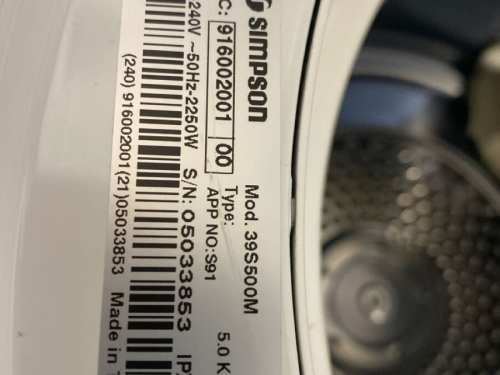 SIMPSON
Mod. 39S500M
Type:
C: 916002001 00
APP NO:S91
5.0 K
240V ~50Hz-2250W
S/N: 05033853
(240) 916002001(21)05033853
Made in